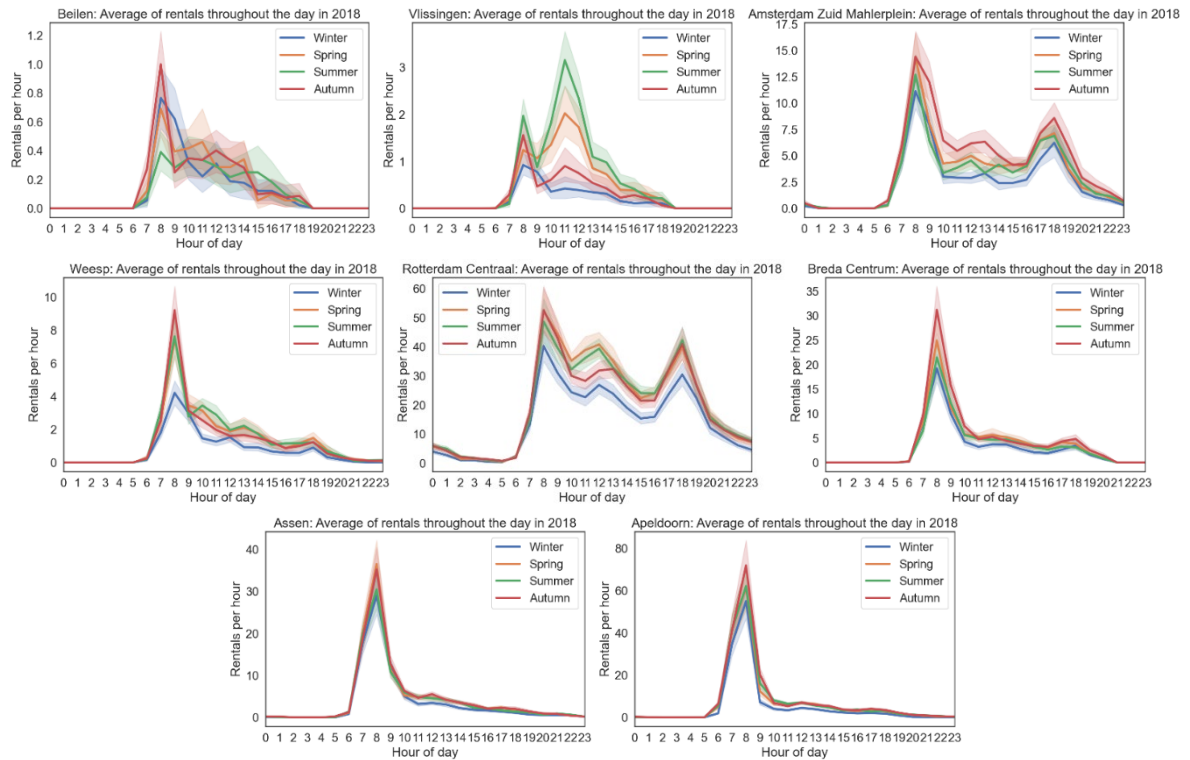 Beilen: Average of rentals throughout the day in 2018
Rentals per hour
1.2
1.0
0.8
0.6
0.4
0.2
0.0
Winter
Spring
Summer
Autumn
0 1 2 3 4 5 6 7 8 9 10 11 12 13 14 15 16 17 18 19 20 21 22 23
Hour of day
Vlissingen: Average of rentals throughout the day in 2018
Rentals per hour
3
2
1
0
Winter
Spring
Summer
Autumn
0 1 2 3 4 5 6 7 8 9 10 11 12 13 14 15 16 17 18 19 20 21 22 23
Hour of day
Amsterdam Zuid Mahlerplein: Average of rentals throughout the day in 2018
Rentals per hour
17.5
15.0
12.5
10.0
7.5
5.0
2.5
0.0
Winter
Spring
Summer
Autumn
0 1 2 3 4 5 6 7 8 9 10 11 12 13 14 15 16 17 18 19 20 21 22 23
Hour of day
Weesp: Average of rentals throughout the day in 2018
Rentals per hour
10
8
6
4
2
0
Winter
Spring
Summer
Autumn
0 1 2 3 4 5 6 7 8 9 10 11 12 13 14 15 16 17 18 19 20 21 22 23
Hour of day
Rotterdam Centraal: Average of rentals throughout the day in 2018
Rentals per hour
60
50
40
30
20
10
0
Winter
Spring
Summer
Autumn
0 1 2 3 4 5 6 7 8 9 10 11 12 13 14 15 16 17 18 19 20 21 22 23
Hour of day
Breda Centrum: Average of rentals throughout the day in 2018
Rentals per hour
35
30
25
20
15
10
5
0
Winter
Spring
Summer
Autumn
0 1 2 3 4 5 6 7 8 9 10 11 12 13 14 15 16 17 18 19 20 21 22 23
Hour of day
Assen: Average of rentals throughout the day in 2018
Rentals per hour
40
30
20
10
0
Winter
Spring
Summer
Autumn
0 1 2 3 4 5 6 7 8 9 10 11 12 13 14 15 16 17 18 19 20 21 22 23
Hour of day
Apeldoorn: Average of rentals throughout the day in 2018
Rentals per hour
80
60
40
20
0
Winter
Spring
Summer
Autumn
0 1 2 3 4 5 6 7 8 9 10 11 12 13 14 15 16 17 18 19 20 21 22 23
Hour of day